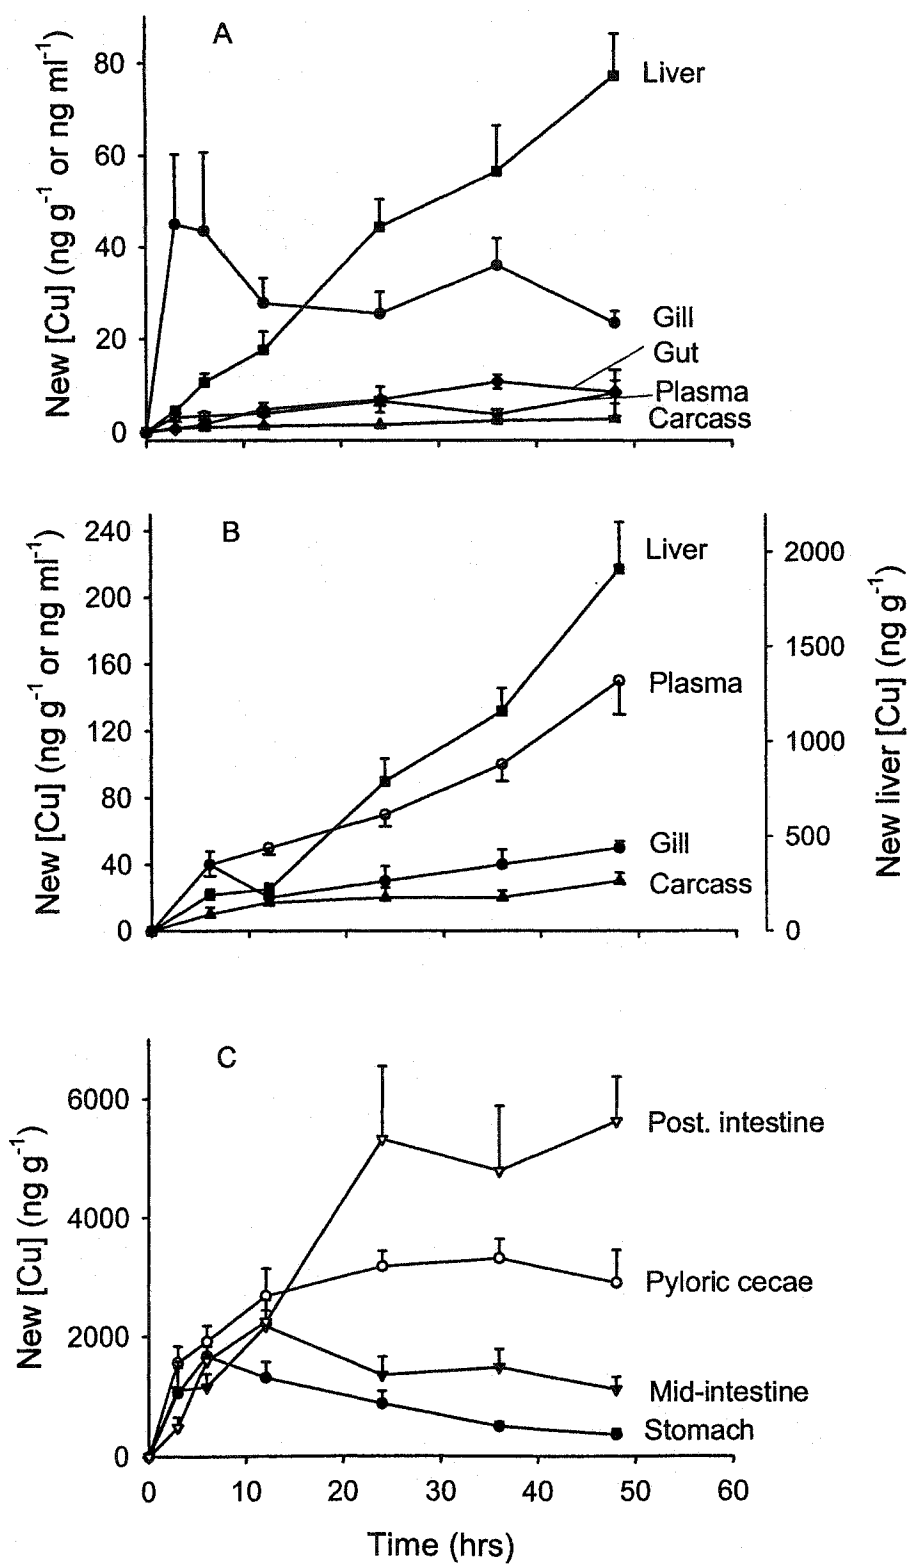 A
New [Cu] (ng g⁻¹ or ng ml⁻¹)
80
60
40
20
0
Liver
Gill
Gut
Plasma
Carcass
B
New [Cu] (ng g⁻¹ or ng ml⁻¹)
240
200
160
120
80
40
0
Liver
Plasma
Gill
Carcass
2000
1500
1000
500
0
New liver [Cu] (ng g⁻¹)
C
New [Cu] (ng g⁻¹)
6000
4000
2000
0
Post. intestine
Pyloric cecae
Mid-intestine
Stomach
0 10 20 30 40 50 60
Time (hrs)